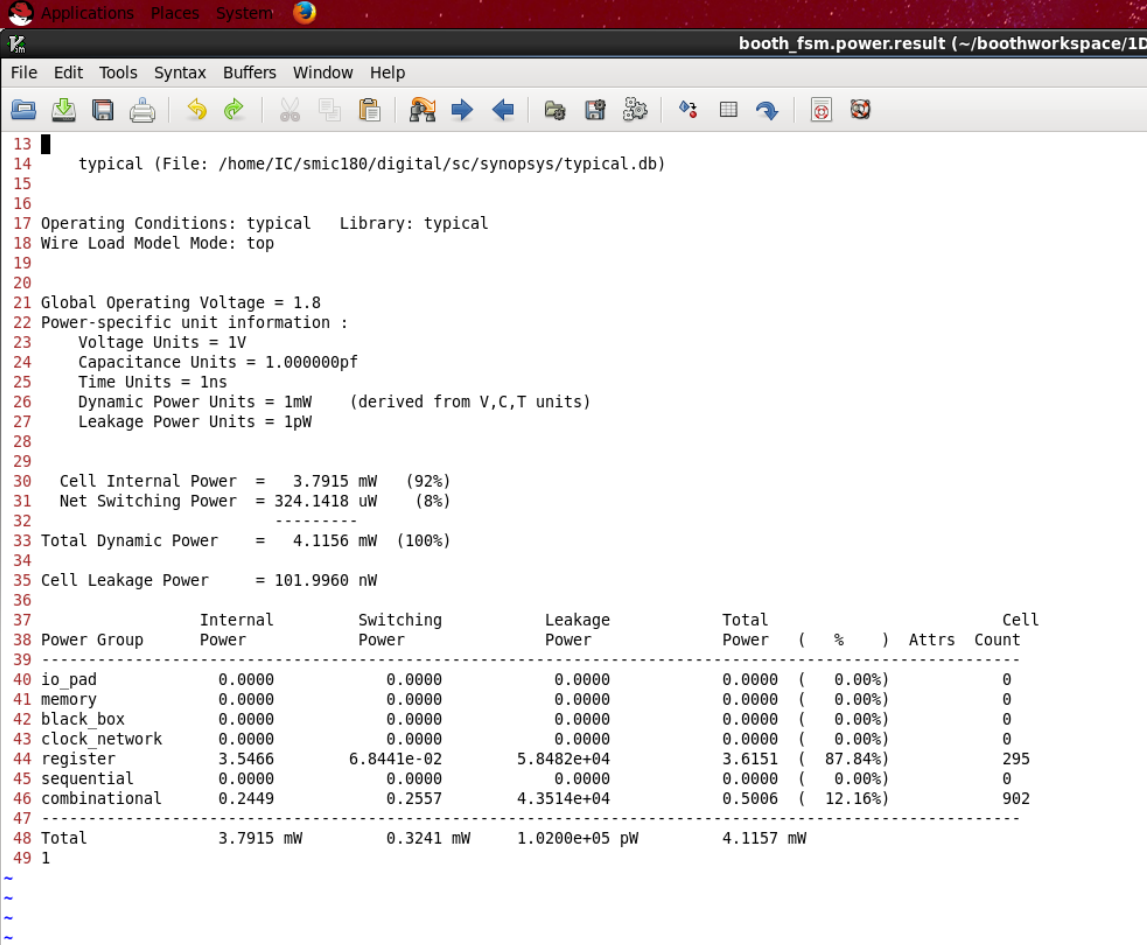 Applications Places System
booth_fsm.power.result (~/boothworkspace/1D
File Edit Tools Syntax Buffers Window Help
13
14     typical (File: /home/IC/smic180/digital/sc/synopsys/typical.db)
15
16
17 Operating Conditions: typical   Library: typical
18 Wire Load Model Mode: top
19
20
21 Global Operating Voltage = 1.8
22 Power-specific unit information :
23     Voltage Units = 1V
24     Capacitance Units = 1.000000pf
25     Time Units = 1ns
26     Dynamic Power Units = 1mW    (derived from V,C,T units)
27     Leakage Power Units = 1pW
28
29
30   Cell Internal Power  =   3.7915 mW   (92%)
31   Net Switching Power  = 324.1418 uW    (8%)
32                          ---------
33 Total Dynamic Power    =   4.1156 mW  (100%)
34
35 Cell Leakage Power     = 101.9960 nW
36
37                  Internal         Switching           Leakage            Total                         Cell
38 Power Group      Power            Power               Power              Power   (   %    )  Attrs  Count
39 ---------------------------------------------------------------------------------------------------------
40 io_pad             0.0000            0.0000            0.0000            0.0000  (   0.00%)            0
41 memory             0.0000            0.0000            0.0000            0.0000  (   0.00%)            0
42 black_box          0.0000            0.0000            0.0000            0.0000  (   0.00%)            0
43 clock_network      0.0000            0.0000            0.0000            0.0000  (   0.00%)            0
44 register           3.5466        6.8441e-02        5.8482e+04            3.6151  (  87.84%)            295
45 sequential         0.0000            0.0000            0.0000            0.0000  (   0.00%)            0
46 combinational      0.2449            0.2557        4.3514e+04            0.5006  (  12.16%)            902
47 ---------------------------------------------------------------------------------------------------------
48 Total              3.7915 mW         0.3241 mW     1.0200e+05 pW         4.1157 mW
49 1
~
~
~
~